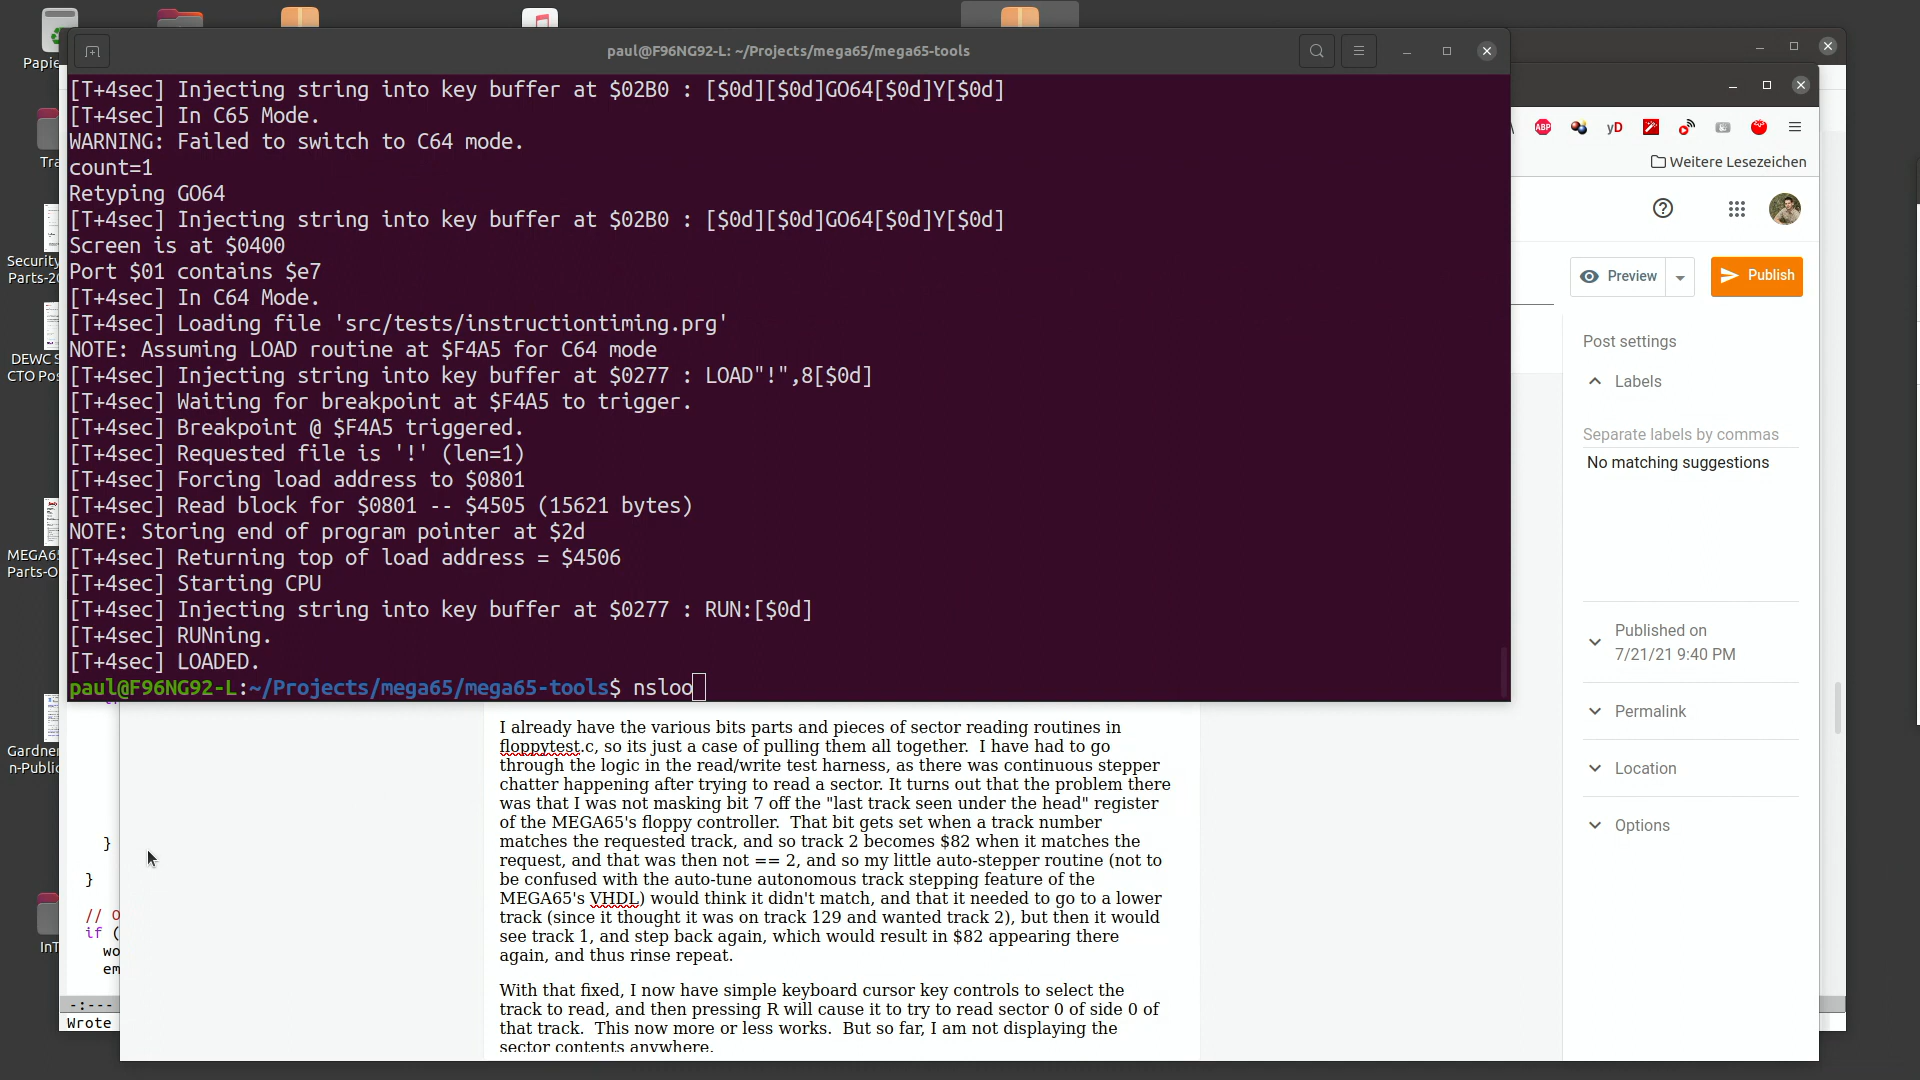 Papie
paul@F96NG92-L: ~/Projects/mega65/mega65-tools
[T+4sec] Injecting string into key buffer at $02B0 : [$0d][$0d]GO64[$0d]Y[$0d]
[T+4sec] In C65 Mode.
WARNING: Failed to switch to C64 mode.
count=1
Retyping GO64
[T+4sec] Injecting string into key buffer at $02B0 : [$0d][$0d]GO64[$0d]Y[$0d]
Screen is at $0400
Port $01 contains $e7
[T+4sec] In C64 Mode.
[T+4sec] Loading file 'src/tests/instructiontiming.prg'
NOTE: Assuming LOAD routine at $F4A5 for C64 mode
[T+4sec] Injecting string into key buffer at $0277 : LOAD"!",8[$0d]
[T+4sec] Waiting for breakpoint at $F4A5 to trigger.
[T+4sec] Breakpoint @ $F4A5 triggered.
[T+4sec] Requested file is '!' (len=1)
[T+4sec] Forcing load address to $0801
[T+4sec] Read block for $0801 -- $4505 (15621 bytes)
NOTE: Storing end of program pointer at $2d
[T+4sec] Returning top of load address = $4506
[T+4sec] Starting CPU
[T+4sec] Injecting string into key buffer at $0277 : RUN:[$0d]
[T+4sec] RUNning.
[T+4sec] LOADED.
paul@F96NG92-L:~/Projects/mega65/mega65-tools$ nsloo
Tra
Security
Parts-20
DEWC S
CTO Pos
MEGA65
Parts-O
Gardner
n-Public
InT
}
}
// O
if (
wo
em
-:---
Wrote
I already have the various bits parts and pieces of sector reading routines in
floppytest.c, so its just a case of pulling them all together.  I have had to go
through the logic in the read/write test harness, as there was continuous stepper
chatter happening after trying to read a sector. It turns out that the problem there
was that I was not masking bit 7 off the "last track seen under the head" register
of the MEGA65's floppy controller.  That bit gets set when a track number
matches the requested track, and so track 2 becomes $82 when it matches the
request, and that was then not == 2, and so my little auto-stepper routine (not to
be confused with the auto-tune autonomous track stepping feature of the
MEGA65's VHDL) would think it didn't match, and that it needed to go to a lower
track (since it thought it was on track 129 and wanted track 2), but then it would
see track 1, and step back again, which would result in $82 appearing there
again, and thus rinse repeat.
With that fixed, I now have simple keyboard cursor key controls to select the
track to read, and then pressing R will cause it to try to read sector 0 of side 0 of
that track.  This now more or less works.  But so far, I am not displaying the
sector contents anywhere.
ABP
yD
Weitere Lesezeichen
Preview
Publish
Post settings
Labels
Separate labels by commas
No matching suggestions
Published on
7/21/21 9:40 PM
Permalink
Location
Options